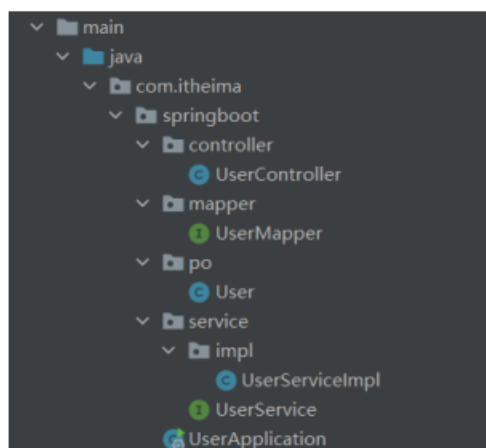 main
java
com.itheima
springboot
controller
UserController
mapper
UserMapper
po
User
service
impl
UserServiceImpl
UserService
UserApplication